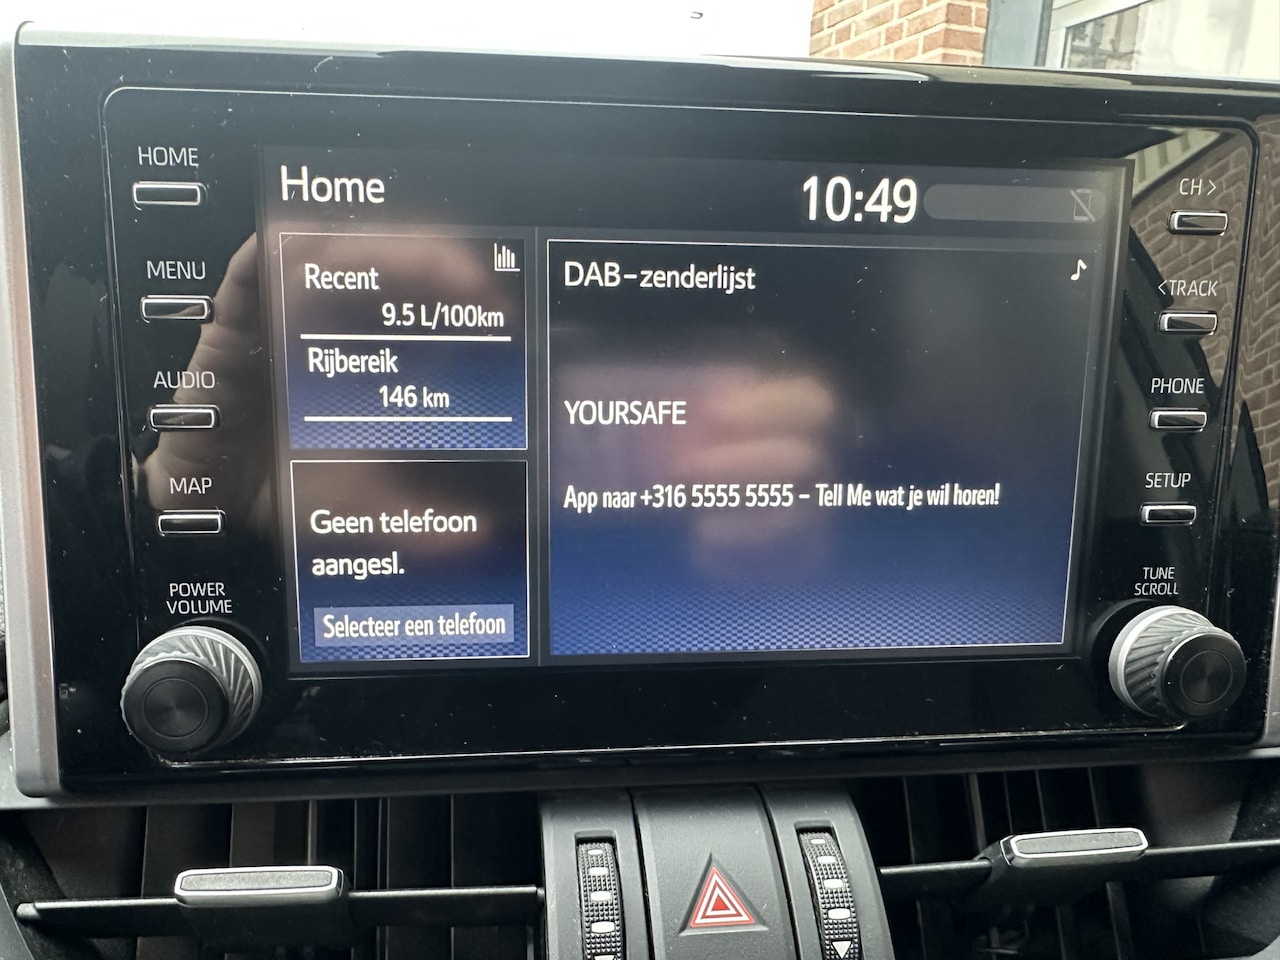 HOME
MENU
AUDIO
MAP
POWER
VOLUME
Home
10:49
Recent
9.5 L/100km
Rijbereik
146 km
Geen telefoon
aangesl.
Selecteer een telefoon
DAB-zenderlijst
YOURSAFE
App naar +316 5555 5555 - Tell Me wat je wil horen!
CH >
< TRACK
PHONE
SETUP
TUNE
SCROLL